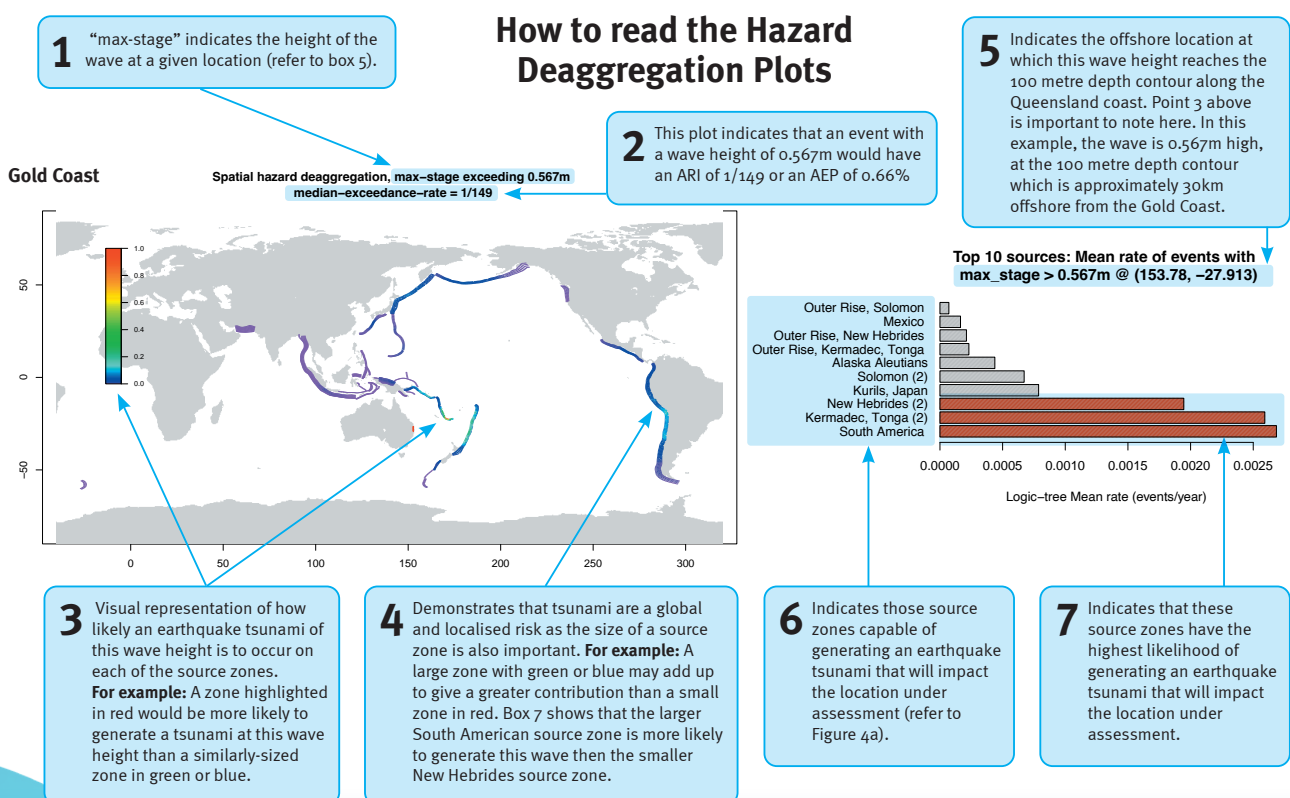 How to read the Hazard
Deaggregation Plots
1
“max-stage” indicates the height of the
wave at a given location (refer to box 5).
2
This plot indicates that an event with
a wave height of 0.567m would have
an ARI of 1/149 or an AEP of 0.66%
5
Indicates the offshore location at
which this wave height reaches the
100 metre depth contour along the
Queensland coast. Point 3 above
is important to note here. In this
example, the wave is 0.567m high,
at the 100 metre depth contour
which is approximately 30km
offshore from the Gold Coast.
Gold Coast
Spatial hazard deaggregation, max−stage exceeding 0.567m
median−exceedance−rate = 1/149
1.0
0.8
0.6
0.4
0.2
0.0
50
0
−50
0
50
100
150
200
250
300
Top 10 sources: Mean rate of events with
max_stage > 0.567m @ (153.78, −27.913)
Outer Rise, Solomon
Mexico
Outer Rise, New Hebrides
Outer Rise, Kermadec, Tonga
Alaska Aleutians
Solomon (2)
Kurils, Japan
New Hebrides (2)
Kermadec, Tonga (2)
South America
0.0000
0.0005
0.0010
0.0015
0.0020
0.0025
Logic−tree Mean rate (events/year)
3
Visual representation of how
likely an earthquake tsunami of
this wave height is to occur on
each of the source zones.
For example: A zone highlighted
in red would be more likely to
generate a tsunami at this wave
height than a similarly-sized
zone in green or blue.
4
Demonstrates that tsunami are a global
and localised risk as the size of a source
zone is also important. For example: A
large zone with green or blue may add up
to give a greater contribution than a small
zone in red. Box 7 shows that the larger
South American source zone is more likely
to generate this wave then the smaller
New Hebrides source zone.
6
Indicates those source
zones capable of
generating an earthquake
tsunami that will impact
the location under
assessment (refer to
Figure 4a).
7
Indicates that these
source zones have the
highest likelihood of
generating an earthquake
tsunami that will impact
the location under
assessment.